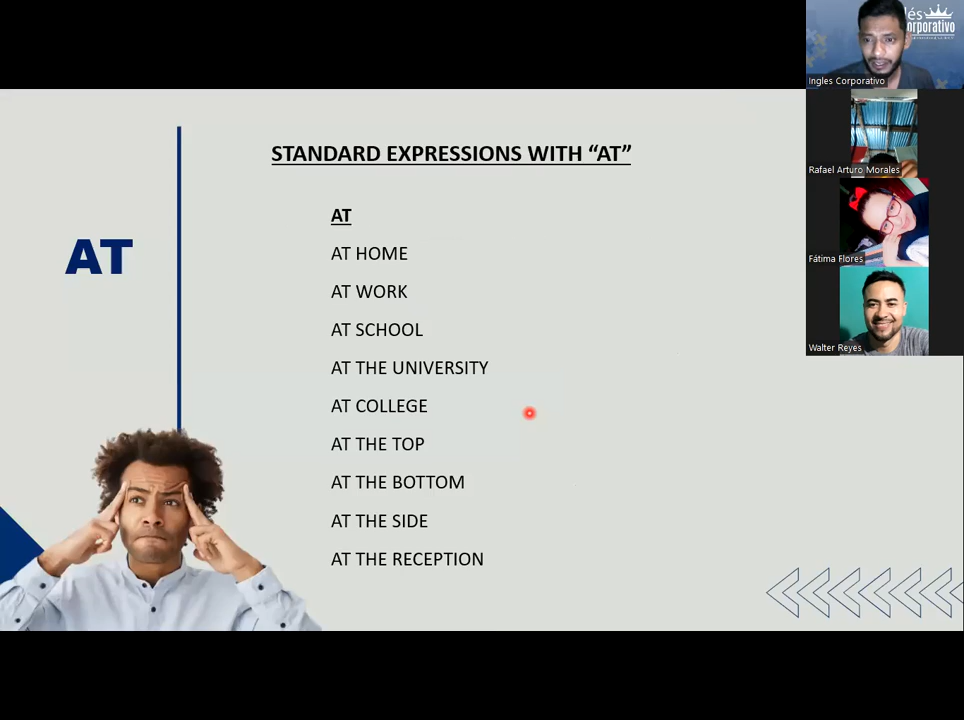 STANDARD EXPRESSIONS WITH “AT”
AT
AT
AT HOME
AT WORK
AT SCHOOL
AT THE UNIVERSITY
AT COLLEGE
AT THE TOP
AT THE BOTTOM
AT THE SIDE
AT THE RECEPTION
Ingles Corporativo
Rafael Arturo Morales
Fátima Flores
Walter Reyes